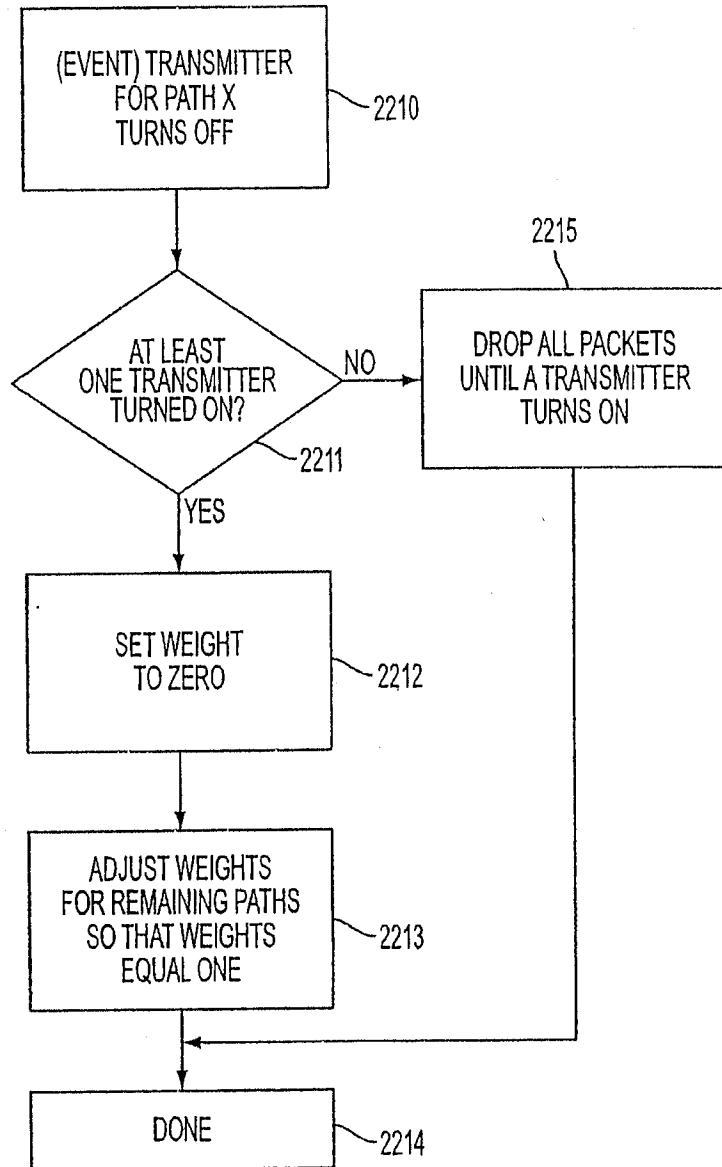 (EVENT) TRANSMITTER
FOR PATH X
TURNS OFF
2210
2215
AT LEAST
ONE TRANSMITTER
TURNED ON?
NO
2211
DROP ALL PACKETS
UNTIL A TRANSMITTER
TURNS ON
YES
SET WEIGHT
TO ZERO
2212
ADJUST WEIGHTS
FOR REMAINING PATHS
SO THAT WEIGHTS
EQUAL ONE
2213
DONE
2214